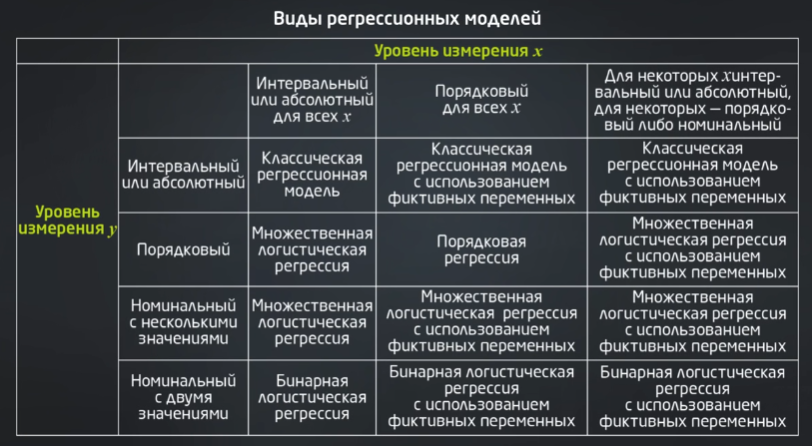 Виды регрессионных моделей
Уровень измерения x
Интервальный
или абсолютный
для всех x
Порядковый
для всех x
Для некоторых xинтер-
вальный или абсолютный,
для некоторых — порядко-
вый либо номинальный
Уровень
измерения y
Интервальный
или абсолютный
Классическая
регрессионная
модель
Классическая
регрессионная модель
с использованием
фиктивных переменных
Классическая
регрессионная модель
с использованием
фиктивных переменных
Порядковый
Множественная
логистическая
регрессия
Порядковая
регрессия
Множественная
логистическая регрессия
с использованием
фиктивных переменных
Номинальный
с несколькими
значениями
Множественная
логистическая
регрессия
Множественная
логистическая регрессия
с использованием
фиктивных переменных
Множественная
логистическая регрессия
с использованием
фиктивных переменных
Номинальный
с двумя
значениями
Бинарная
логистическая
регрессия
Бинарная логистическая
регрессия
с использованием
фиктивных переменных
Бинарная логистическая
регрессия
с использованием
фиктивных переменных